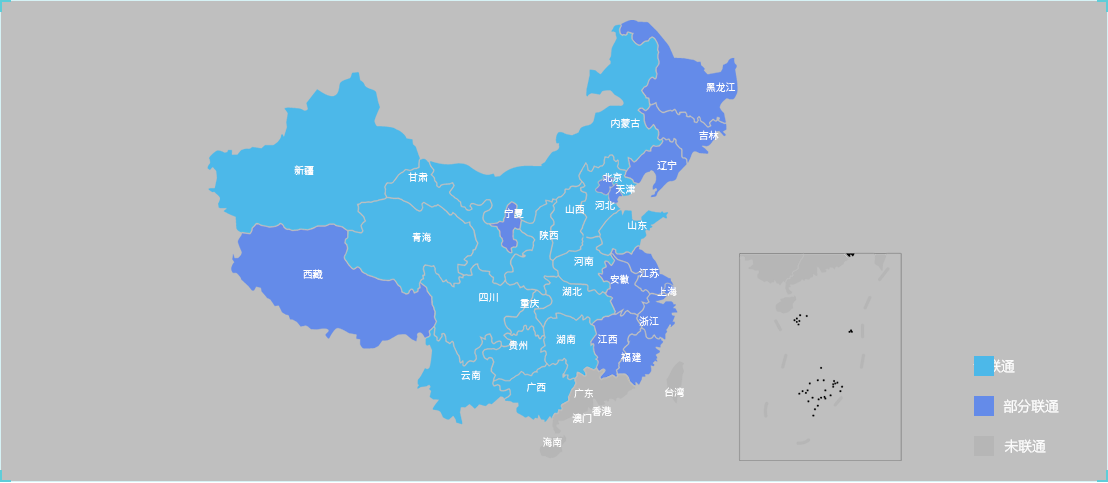 黑龙江
内蒙古
吉林
辽宁
北京
天津
新疆
甘肃
河北
宁夏
山西
山东
青海
陕西
河南
西藏
安徽
江苏
四川
重庆
湖北
上海
浙江
贵州
湖南
江西
福建
云南
广西
广东
台湾
香港
澳门
海南
联通
部分联通
未联通